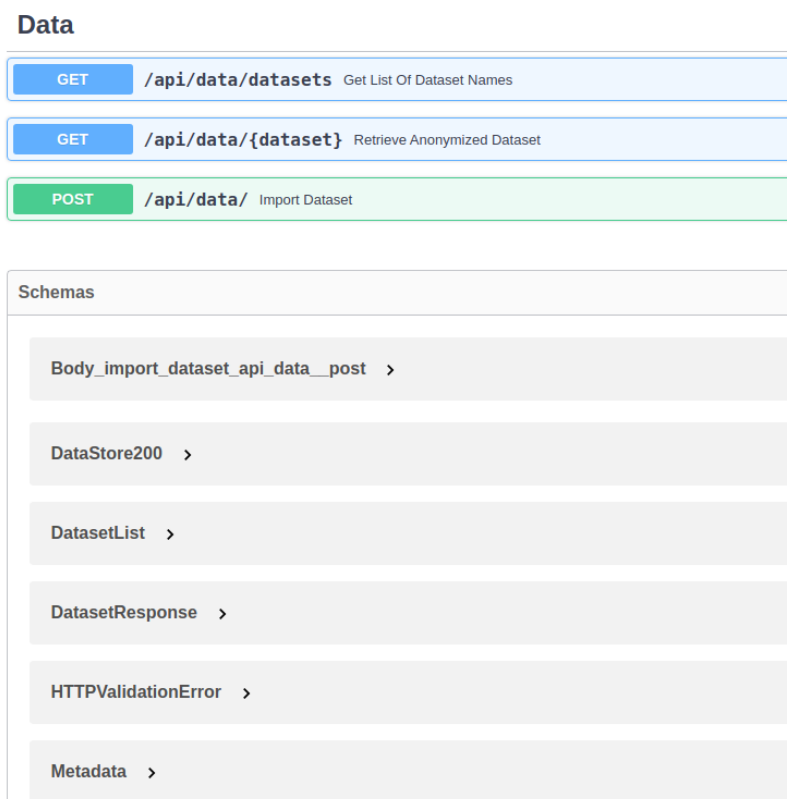 Data
GET /api/data/datasets Get List Of Dataset Names
GET /api/data/{dataset} Retrieve Anonymized Dataset
POST /api/data/ Import Dataset
Schemas
Body_import_dataset_api_data__post
DataStore200
DatasetList
DatasetResponse
HTTPValidationError
Metadata